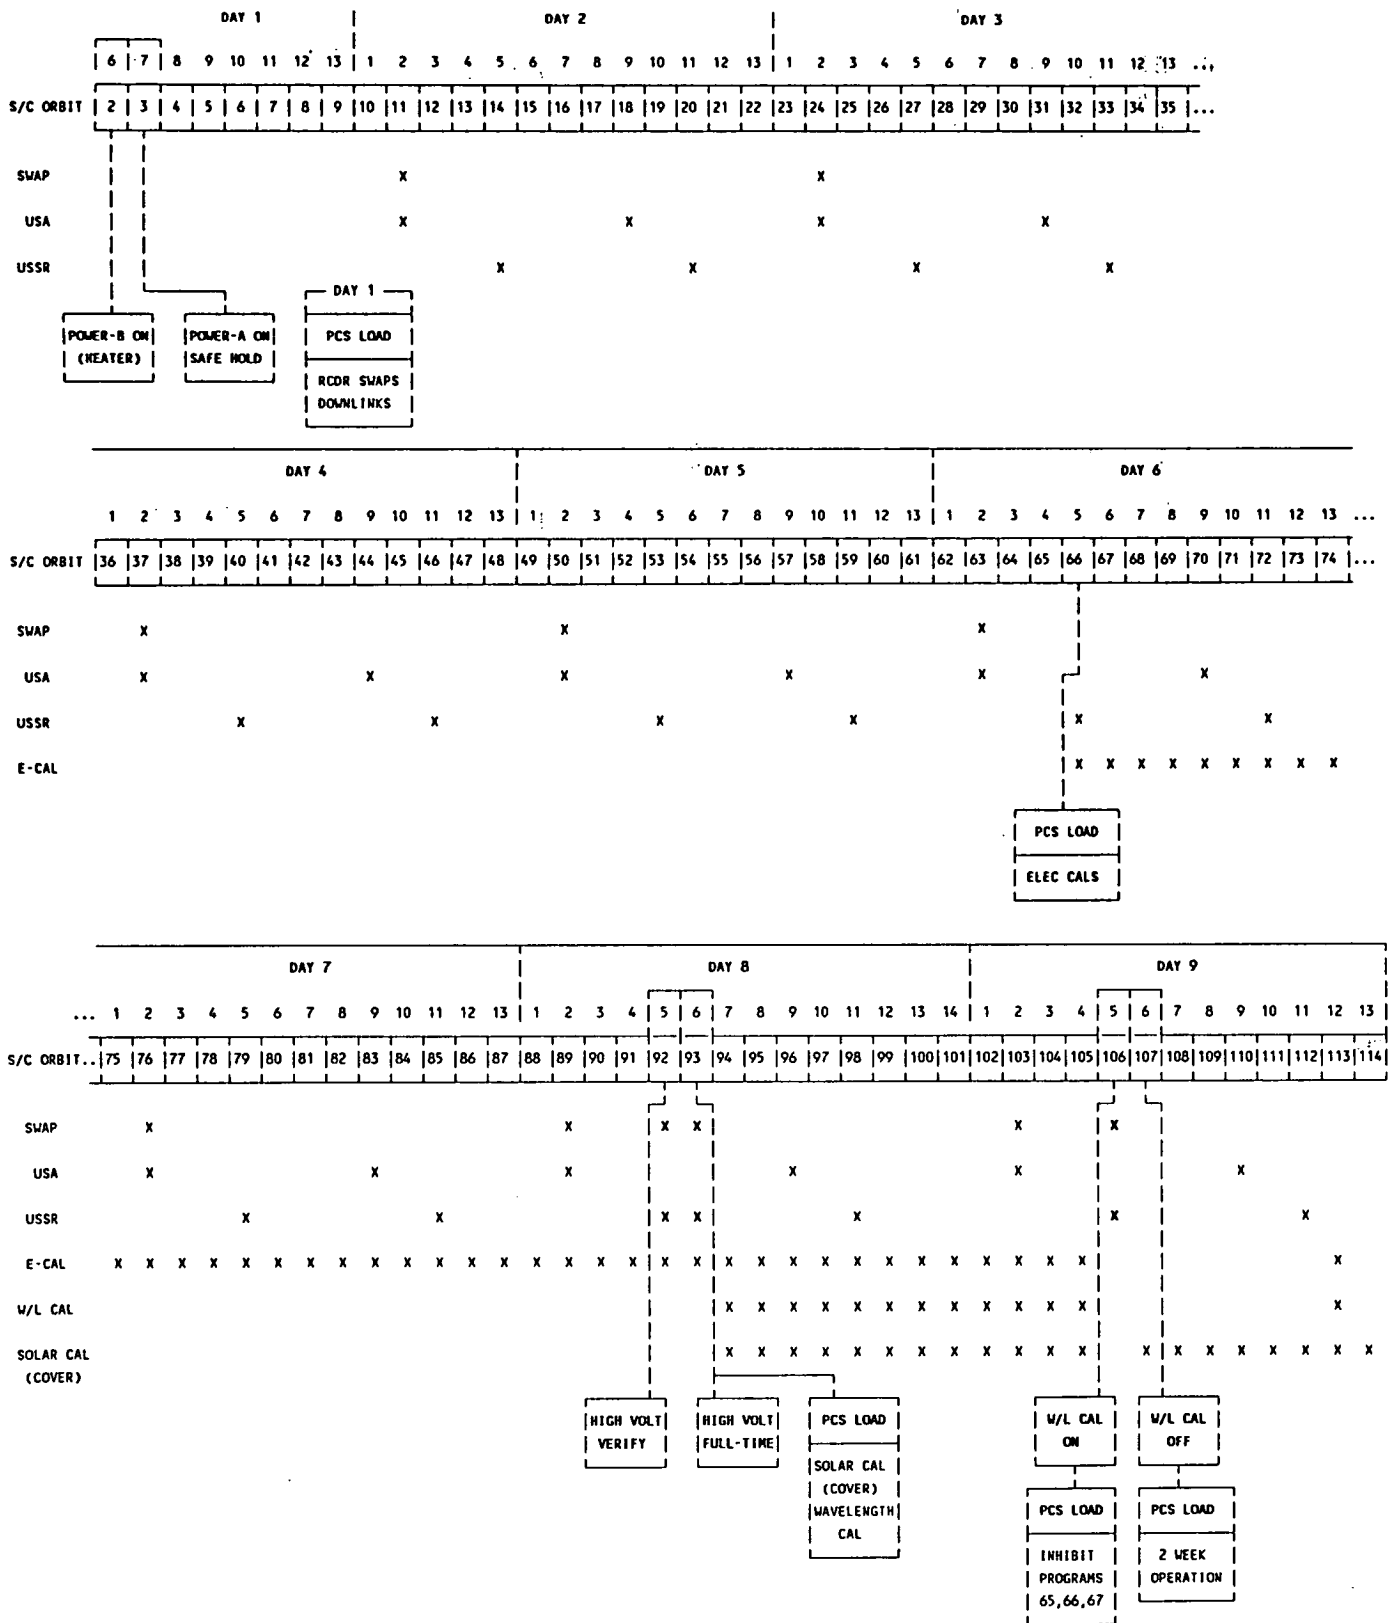 DAY 1 DAY 2 DAY 3
6 7 8 9 10 11 12 13 1 2 3 4 5 6 7 8 9 10 11 12 13 1 2 3 4 5 6 7 8 9 10 11 12 13 ...
S/C ORBIT 2 3 4 5 6 7 8 9 10 11 12 13 14 15 16 17 18 19 20 21 22 23 24 25 26 27 28 29 30 31 32 33 34 35 ...
SWAP X X
USA X X X X
USSR X X X X
DAY 1
POWER-B ON POWER-A ON PCS LOAD
(HEATER) SAFE HOLD
RCDR SWAPS
DOWNLINKS
DAY 4 DAY 5 DAY 6
1 2 3 4 5 6 7 8 9 10 11 12 13 1 2 3 4 5 6 7 8 9 10 11 12 13 1 2 3 4 5 6 7 8 9 10 11 12 13 ...
S/C ORBIT 36 37 38 39 40 41 42 43 44 45 46 47 48 49 50 51 52 53 54 55 56 57 58 59 60 61 62 63 64 65 66 67 68 69 70 71 72 73 74 ...
SWAP X X X
USA X X X X X X
USSR X X X X X X
E-CAL X X X X X X X X X
PCS LOAD
ELEC CALS
DAY 7 DAY 8 DAY 9
... 1 2 3 4 5 6 7 8 9 10 11 12 13 1 2 3 4 5 6 7 8 9 10 11 12 13 14 1 2 3 4 5 6 7 8 9 10 11 12 13
S/C ORBIT.. 75 76 77 78 79 80 81 82 83 84 85 86 87 88 89 90 91 92 93 94 95 96 97 98 99 100 101 102 103 104 105 106 107 108 109 110 111 112 113 114
SWAP X X X X X X
USA X X X X X X
USSR X X X X X X X
E-CAL X X X X X X X X X X X X X X X X X X X X X X X X X X X X X X X X
W/L CAL X X X X X X X X X X X X X
SOLAR CAL X X X X X X X X X X X X X X X X X X X X
(COVER)
HIGH VOLT HIGH VOLT PCS LOAD W/L CAL W/L CAL
VERIFY FULL-TIME ON OFF
SOLAR CAL
(COVER)
WAVELENGTH
CAL
PCS LOAD PCS LOAD
INHIBIT 2 WEEK
PROGRAMS OPERATION
65,66,67